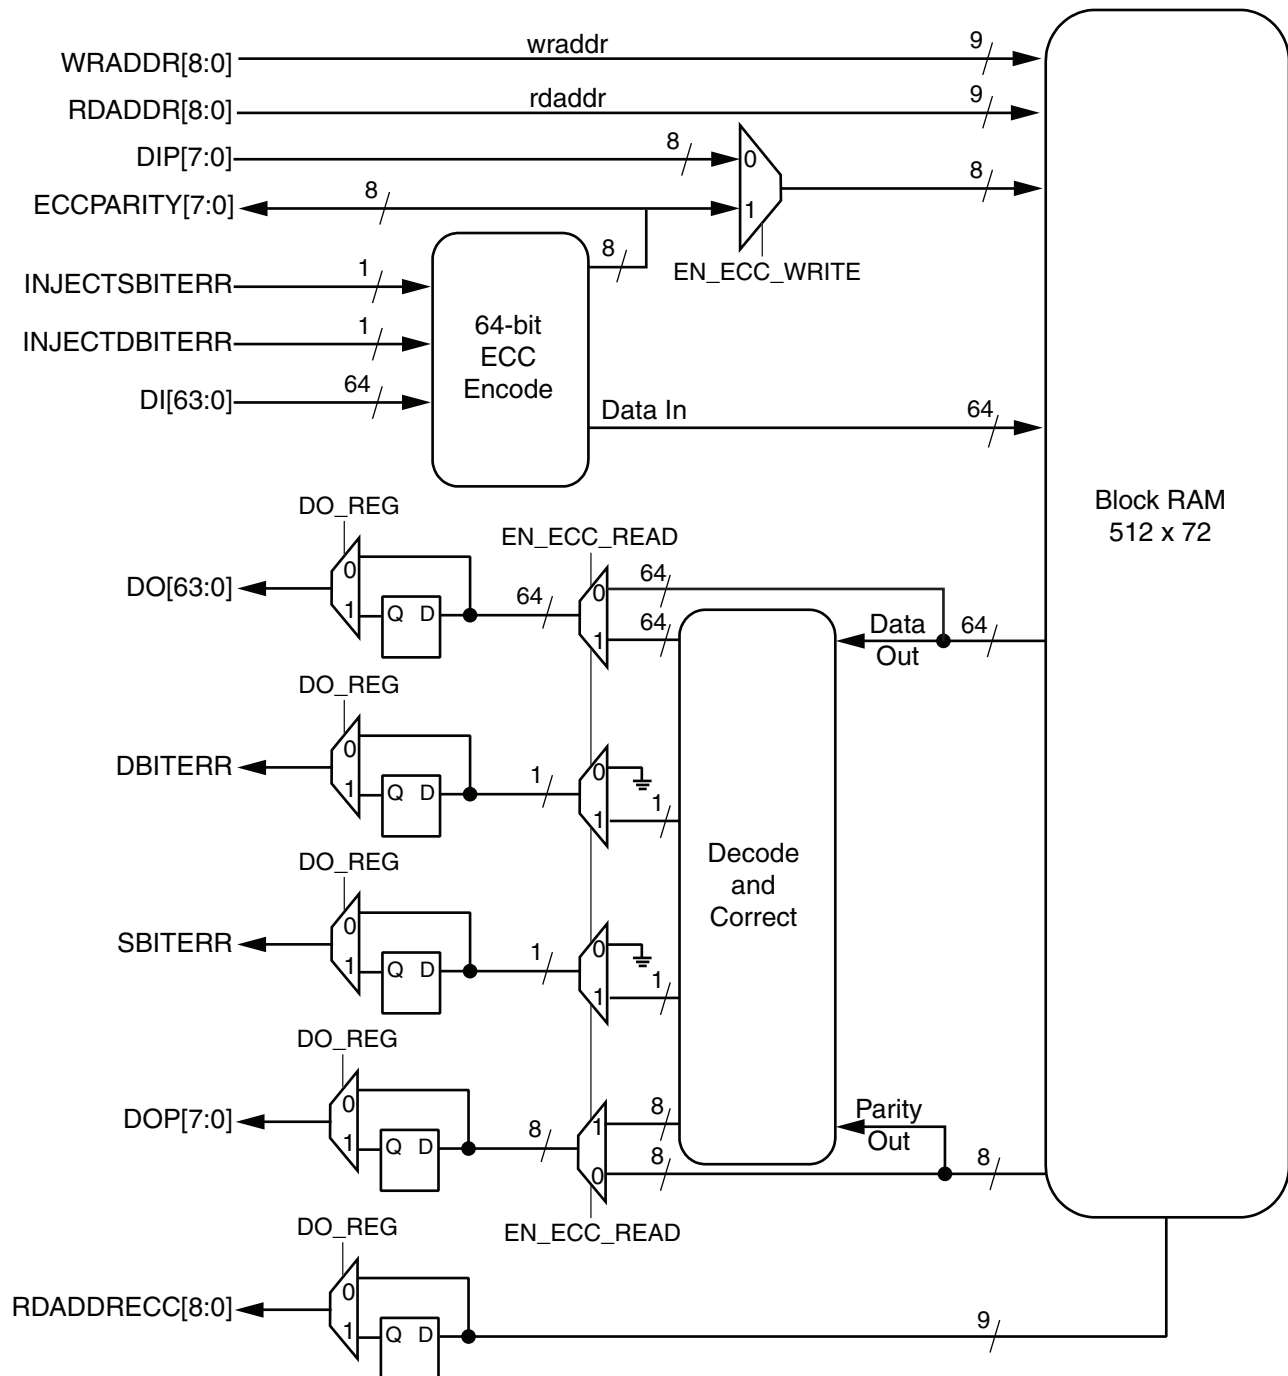 wraddr
9
WRADDR[8:0]
rdaddr
9
RDADDR[8:0]
DIP[7:0]
8
0
8
ECCPARITY[7:0]
8
1
8
EN_ECC_WRITE
INJECTSBITERR
1
INJECTDBITERR
1
64-bit
ECC
Encode
DI[63:0]
64
Data In
64
Block RAM
512 x 72
DO_REG
EN_ECC_READ
DO[63:0]
0
1
Q D
64
0
1
64
64
Data
Out
64
DO_REG
DBITERR
0
1
Q D
1
0
1
1
Decode
and
Correct
DO_REG
SBITERR
0
1
Q D
1
0
1
1
DO_REG
DOP[7:0]
0
1
Q D
8
1
0
8
8
Parity
Out
8
DO_REG
EN_ECC_READ
RDADDRECC[8:0]
0
1
Q D
9